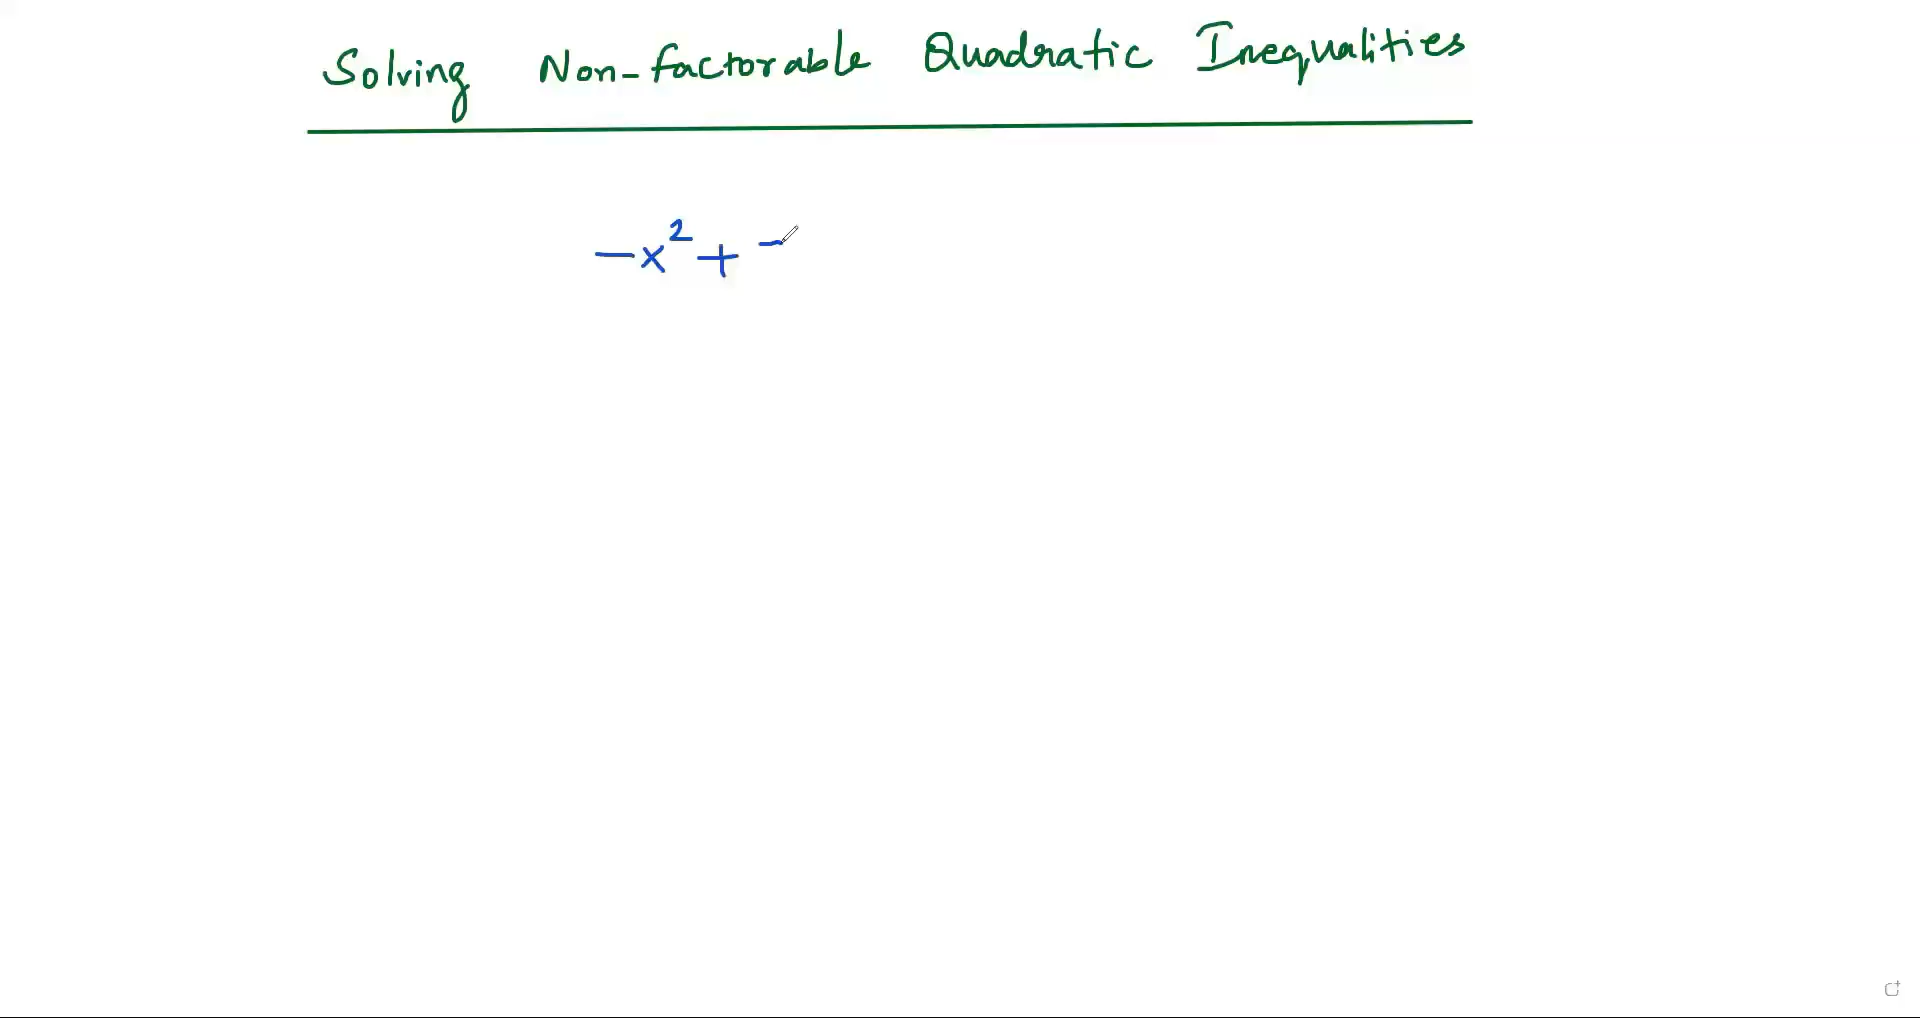 Solving Non-factorable Quadratic Inequalities
-x² +